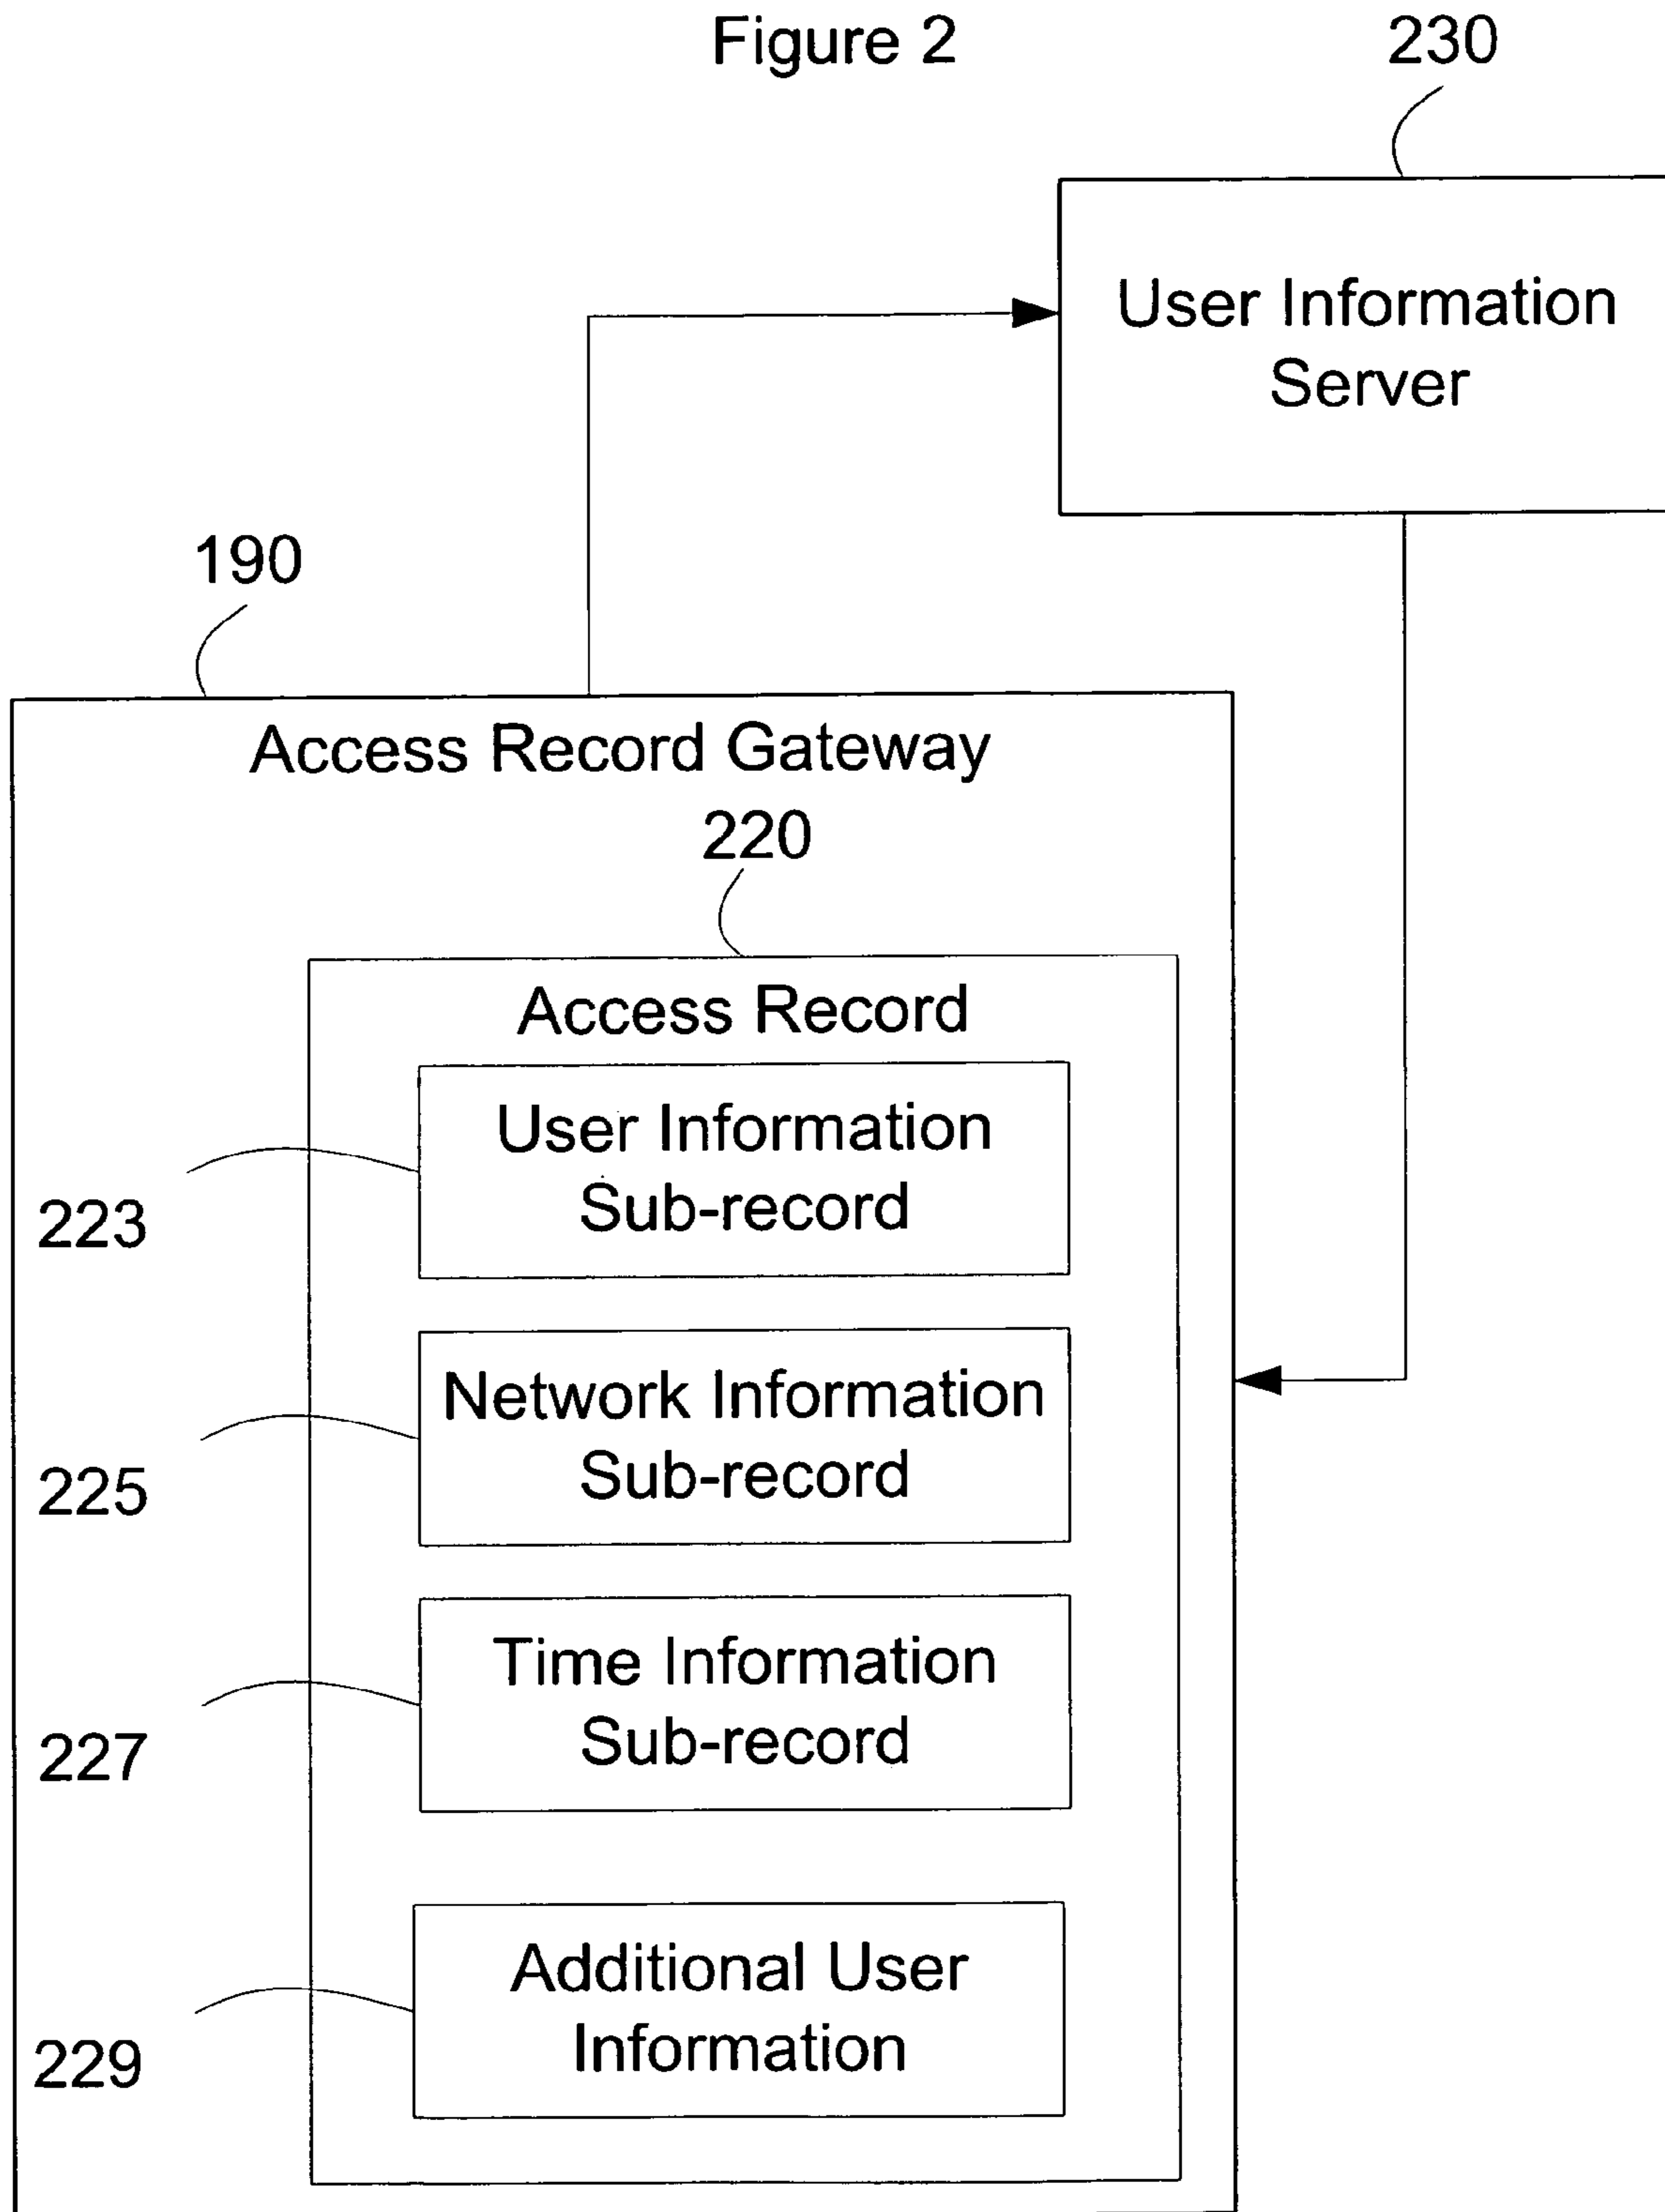 Figure 2
230
User Information
Server
190
Access Record Gateway
220
Access Record
User Information
Sub-record
223
Network Information
Sub-record
225
Time Information
Sub-record
227
Additional User
Information
229